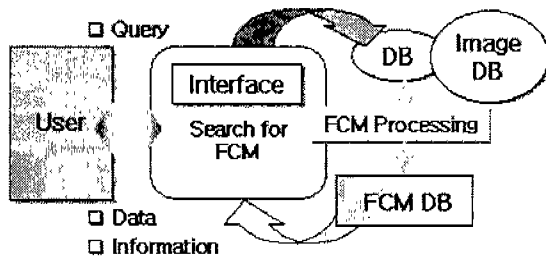 ❑ Query
Image
DB
DB
Interface
User
Search for
FCM
FCM Processing
FCM DB
❑ Data
❑ Information